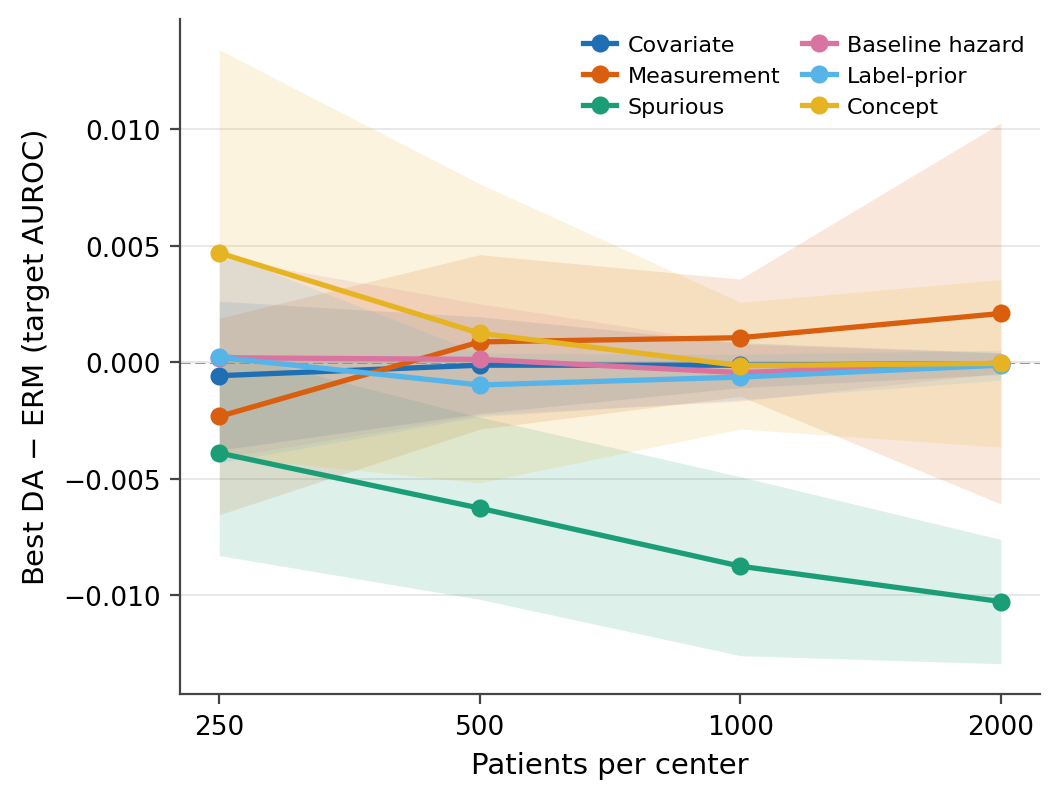 Covariate
Measurement
Spurious
Baseline hazard
Label-prior
Concept
Best DA − ERM (target AUROC)
0.010
0.005
0.000
−0.005
−0.010
250
500
1000
2000
Patients per center